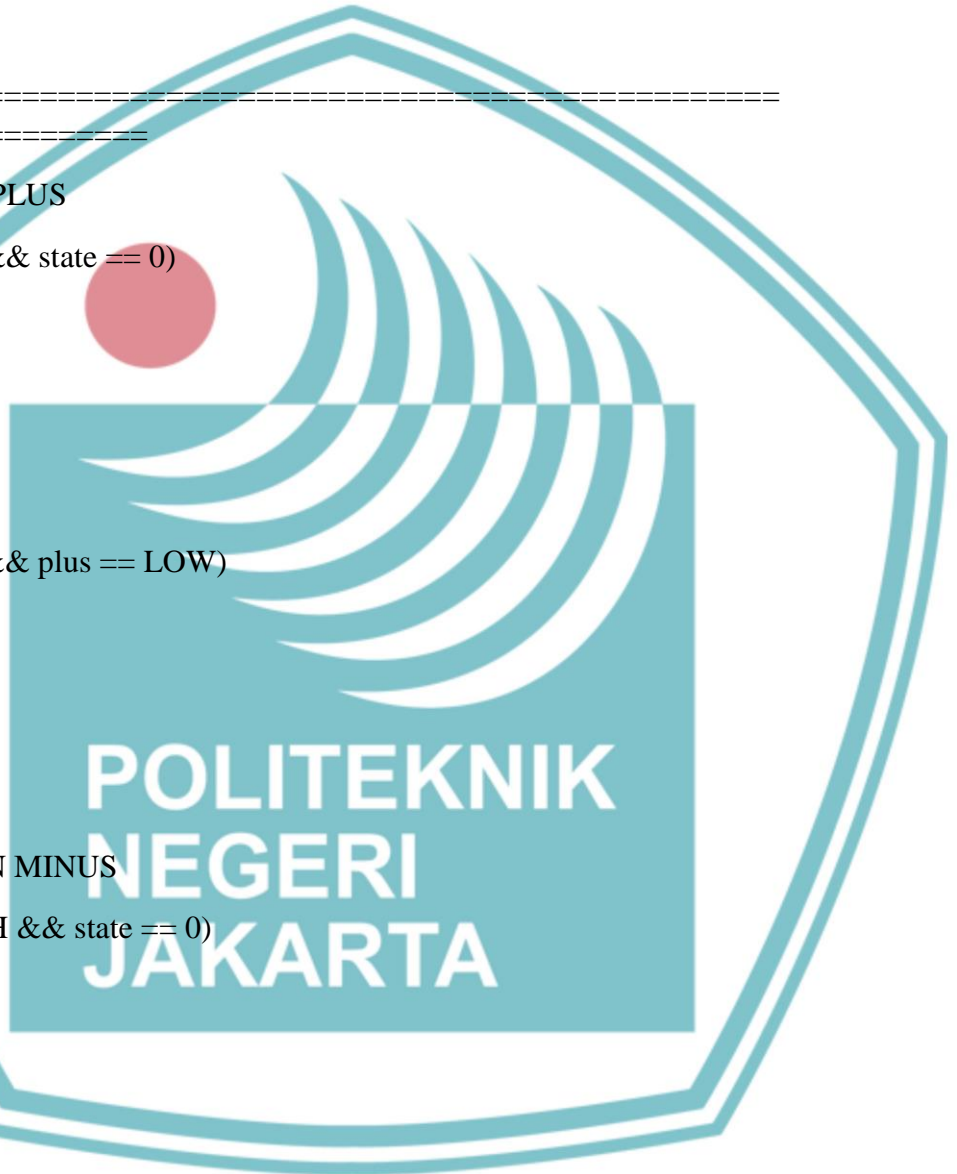 ==================================================
=========
PLUS
&& state == 0)
&& plus == LOW)
POLITEKNIK
NEGERI
MINUS
&& state == 0)
JAKARTA